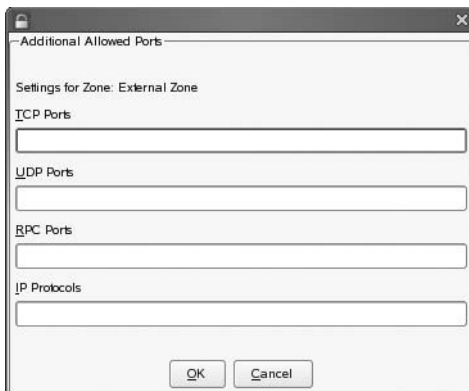 Additional Allowed Ports
Settings for Zone: External Zone
TCP Ports
UDP Ports
RPC Ports
IP Protocols
OK Cancel